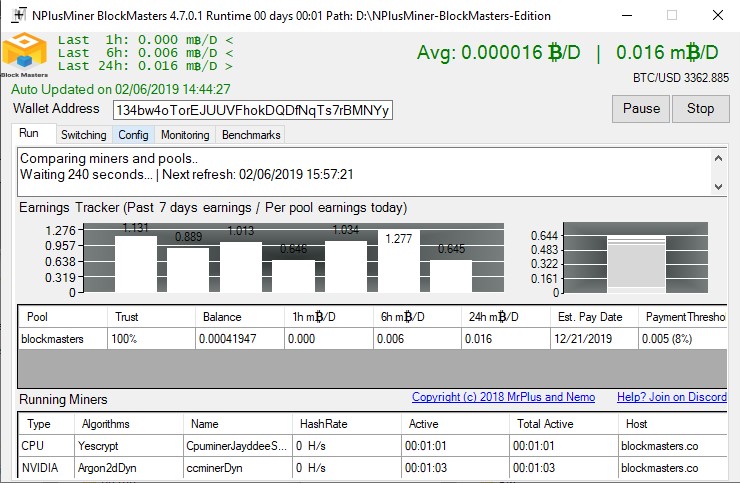 NPlusMiner BlockMasters 4.7.0.1 Runtime 00 days 00:01 Path: D:\NPlusMiner-BlockMasters-Edition
Block Masters
Last 1h: 0.000 m₿/D <
Last 6h: 0.006 m₿/D <
Last 24h: 0.016 m₿/D >
Avg: 0.000016 ₿/D | 0.016 m₿/D
BTC/USD 3362.885
Auto Updated on 02/06/2019 14:44:27
Wallet Address 134bw4oTorEJUUVFhokDQDfNqTs7rBMNYy Pause Stop
Run Switching Config Monitoring Benchmarks
Comparing miners and pools..
Waiting 240 seconds... | Next refresh: 02/06/2019 15:57:21
Earnings Tracker (Past 7 days earnings / Per pool earnings today)
1.276
0.957
0.638
0.319
0
1.131 0.889 1.013 0.646 1.034 1.277 0.645
0.644
0.483
0.322
0.161
0
Pool Trust Balance 1h m₿/D 6h m₿/D 24h m₿/D Est. Pay Date PaymentThreshol
blockmasters 100% 0.00041947 0.000 0.006 0.016 12/21/2019 0.005 (8%)
Running Miners Copyright (c) 2018 MrPlus and Nemo Help? Join on Discord
Type Algorithms Name HashRate Active Total Active Host
CPU Yescrypt CpuminerJayddeeS... 0 H/s 00:01:01 00:01:01 blockmasters.co
NVIDIA Argon2dDyn ccminerDyn 0 H/s 00:01:03 00:01:03 blockmasters.co